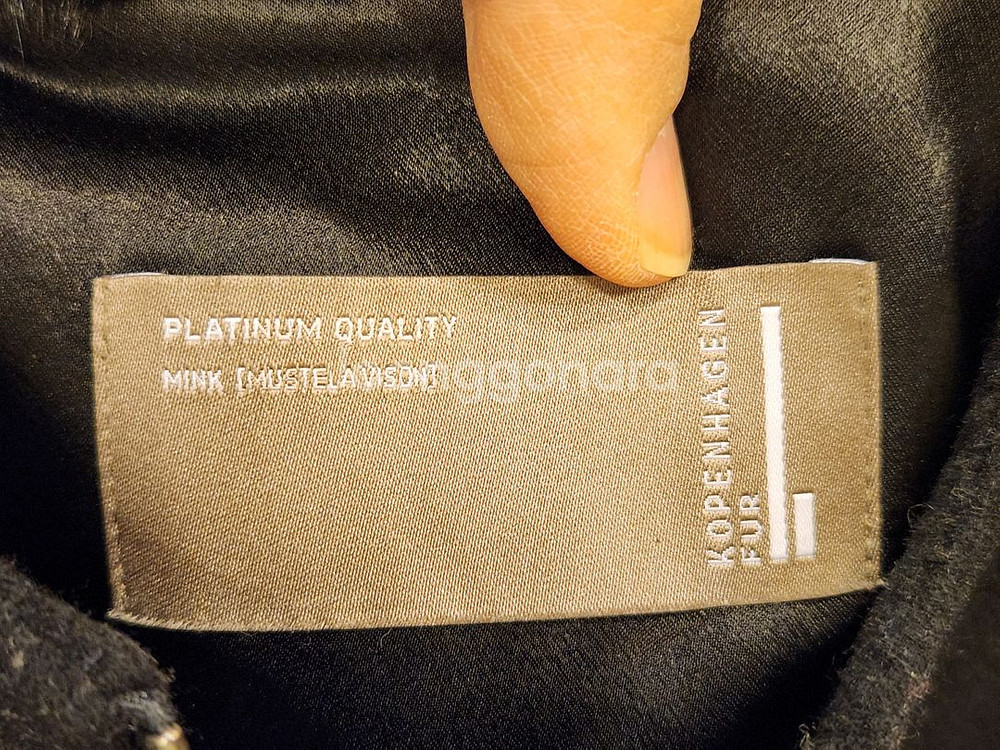 PLATINUM QUALITY
MINK [MUSTELA VISON]
KOPENHAGEN
FUR